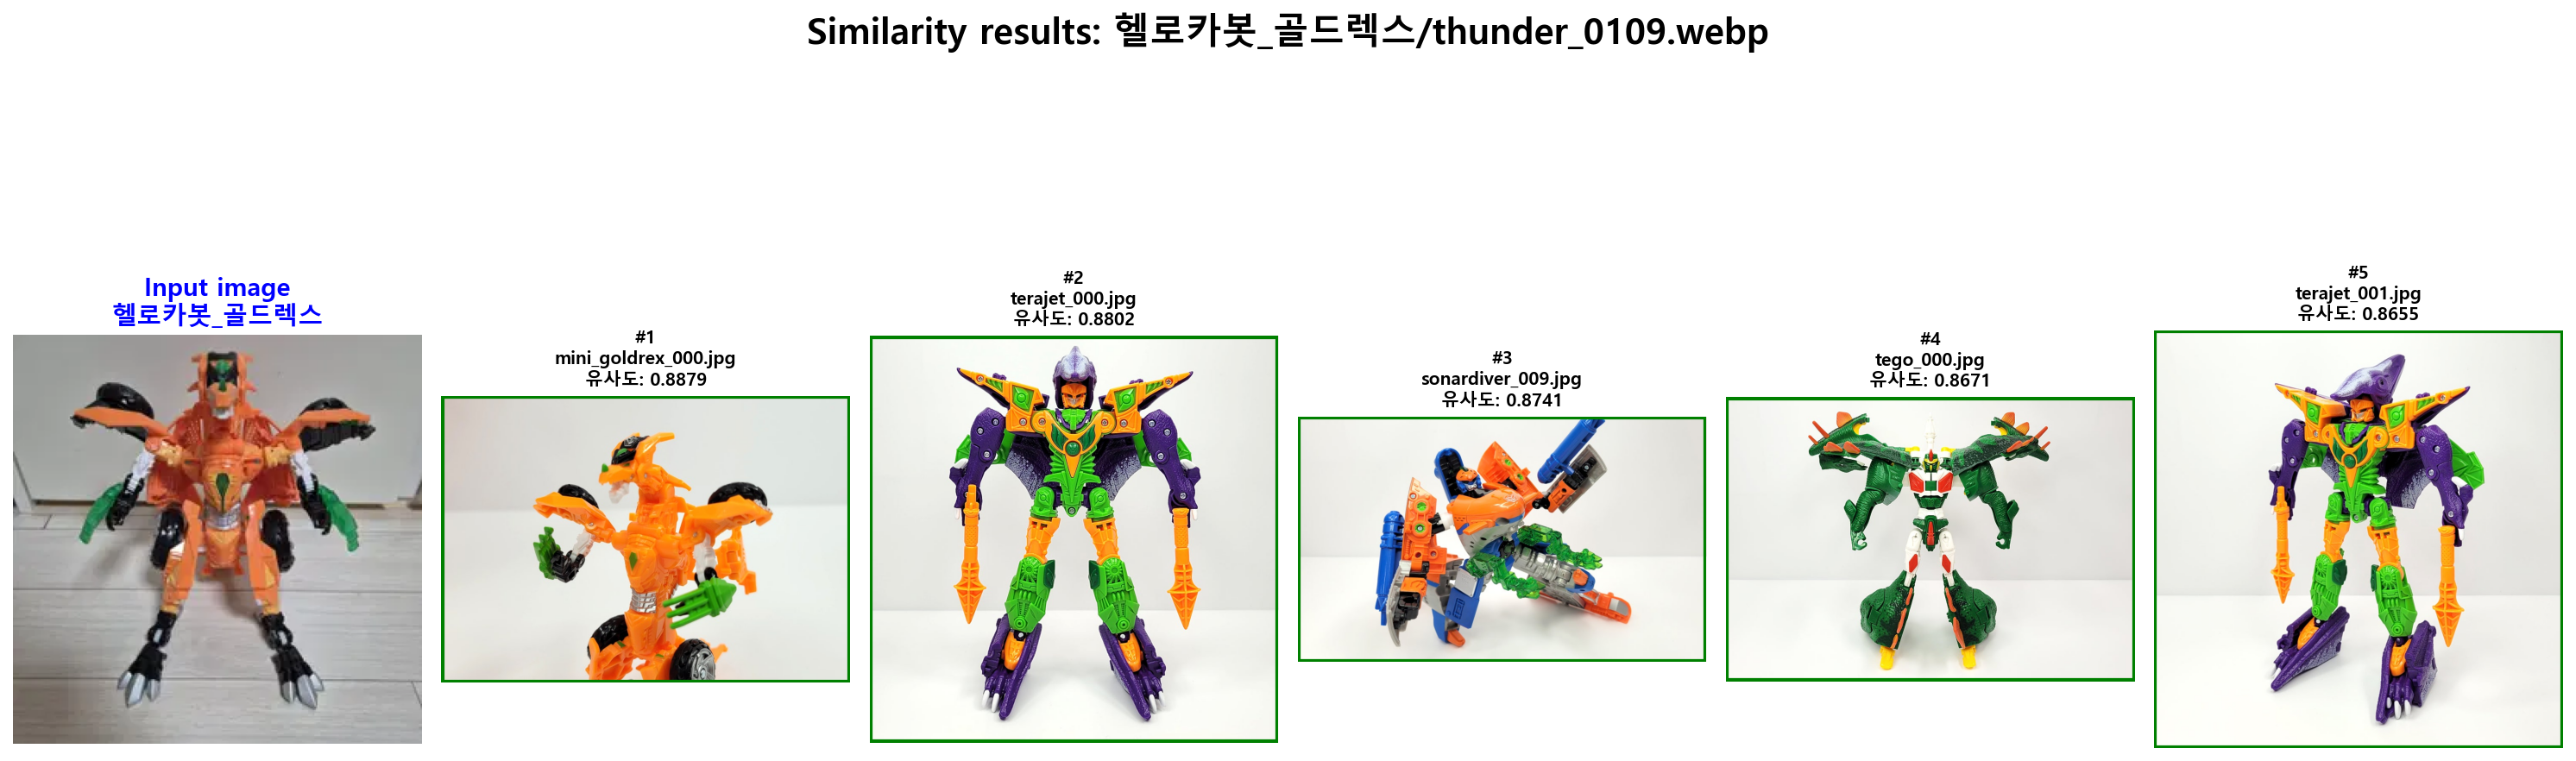 Similarity results: 헬로카봇_골드렉스/thunder_0109.webp
Input image
헬로카봇_골드렉스
#1
mini_goldrex_000.jpg
유사도: 0.8879
#2
terajet_000.jpg
유사도: 0.8802
#3
sonardiver_009.jpg
유사도: 0.8741
#4
tego_000.jpg
유사도: 0.8671
#5
terajet_001.jpg
유사도: 0.8655